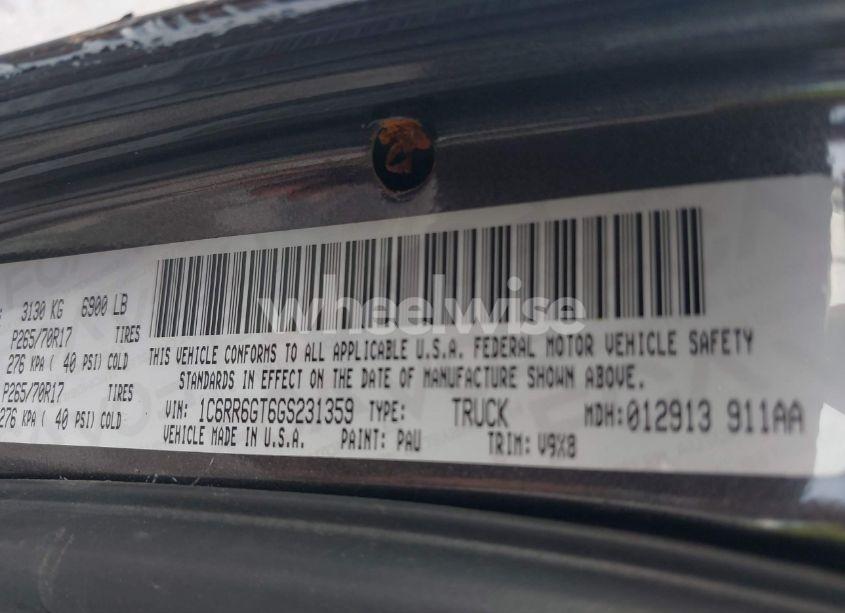 3130 KG 6900 LB
P265/70R17 TIRES
276 KPA ( 40 PSI) COLD
P265/70R17 TIRES
276 KPA ( 40 PSI) COLD
THIS VEHICLE CONFORMS TO ALL APPLICABLE U.S.A. FEDERAL MOTOR VEHICLE SAFETY
STANDARDS IN EFFECT ON THE DATE OF MANUFACTURE SHOWN ABOVE.
VIN: 1C6RR6GT6GS231359 TYPE: TRUCK MDH:012913 911AA
VEHICLE MADE IN U.S.A. PAINT: PAU TRIM: V9X8
wheelwise